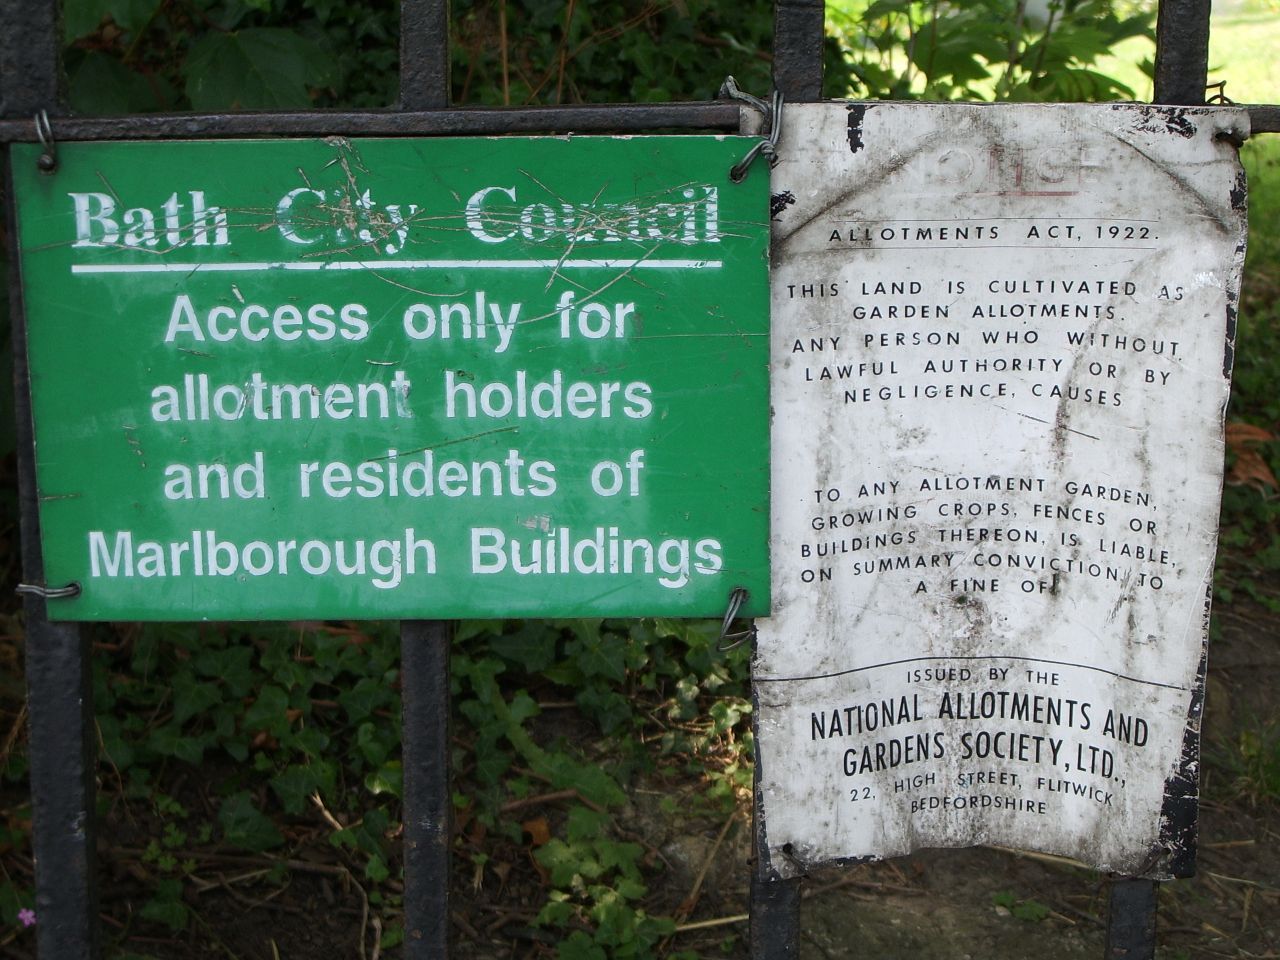 Bath City Council
Access only for
allotment holders
and residents of
Marlborough Buildings
NOTICE
ALLOTMENTS ACT, 1922.
THIS LAND IS CULTIVATED AS
GARDEN ALLOTMENTS.
ANY PERSON WHO WITHOUT
LAWFUL AUTHORITY OR BY
NEGLIGENCE, CAUSES
TO ANY ALLOTMENT GARDEN,
GROWING CROPS, FENCES OR
BUILDINGS THEREON, IS LIABLE,
ON SUMMARY CONVICTION, TO
A FINE OF
ISSUED BY THE
NATIONAL ALLOTMENTS AND
GARDENS SOCIETY, LTD.,
22, HIGH STREET, FLITWICK
BEDFORDSHIRE